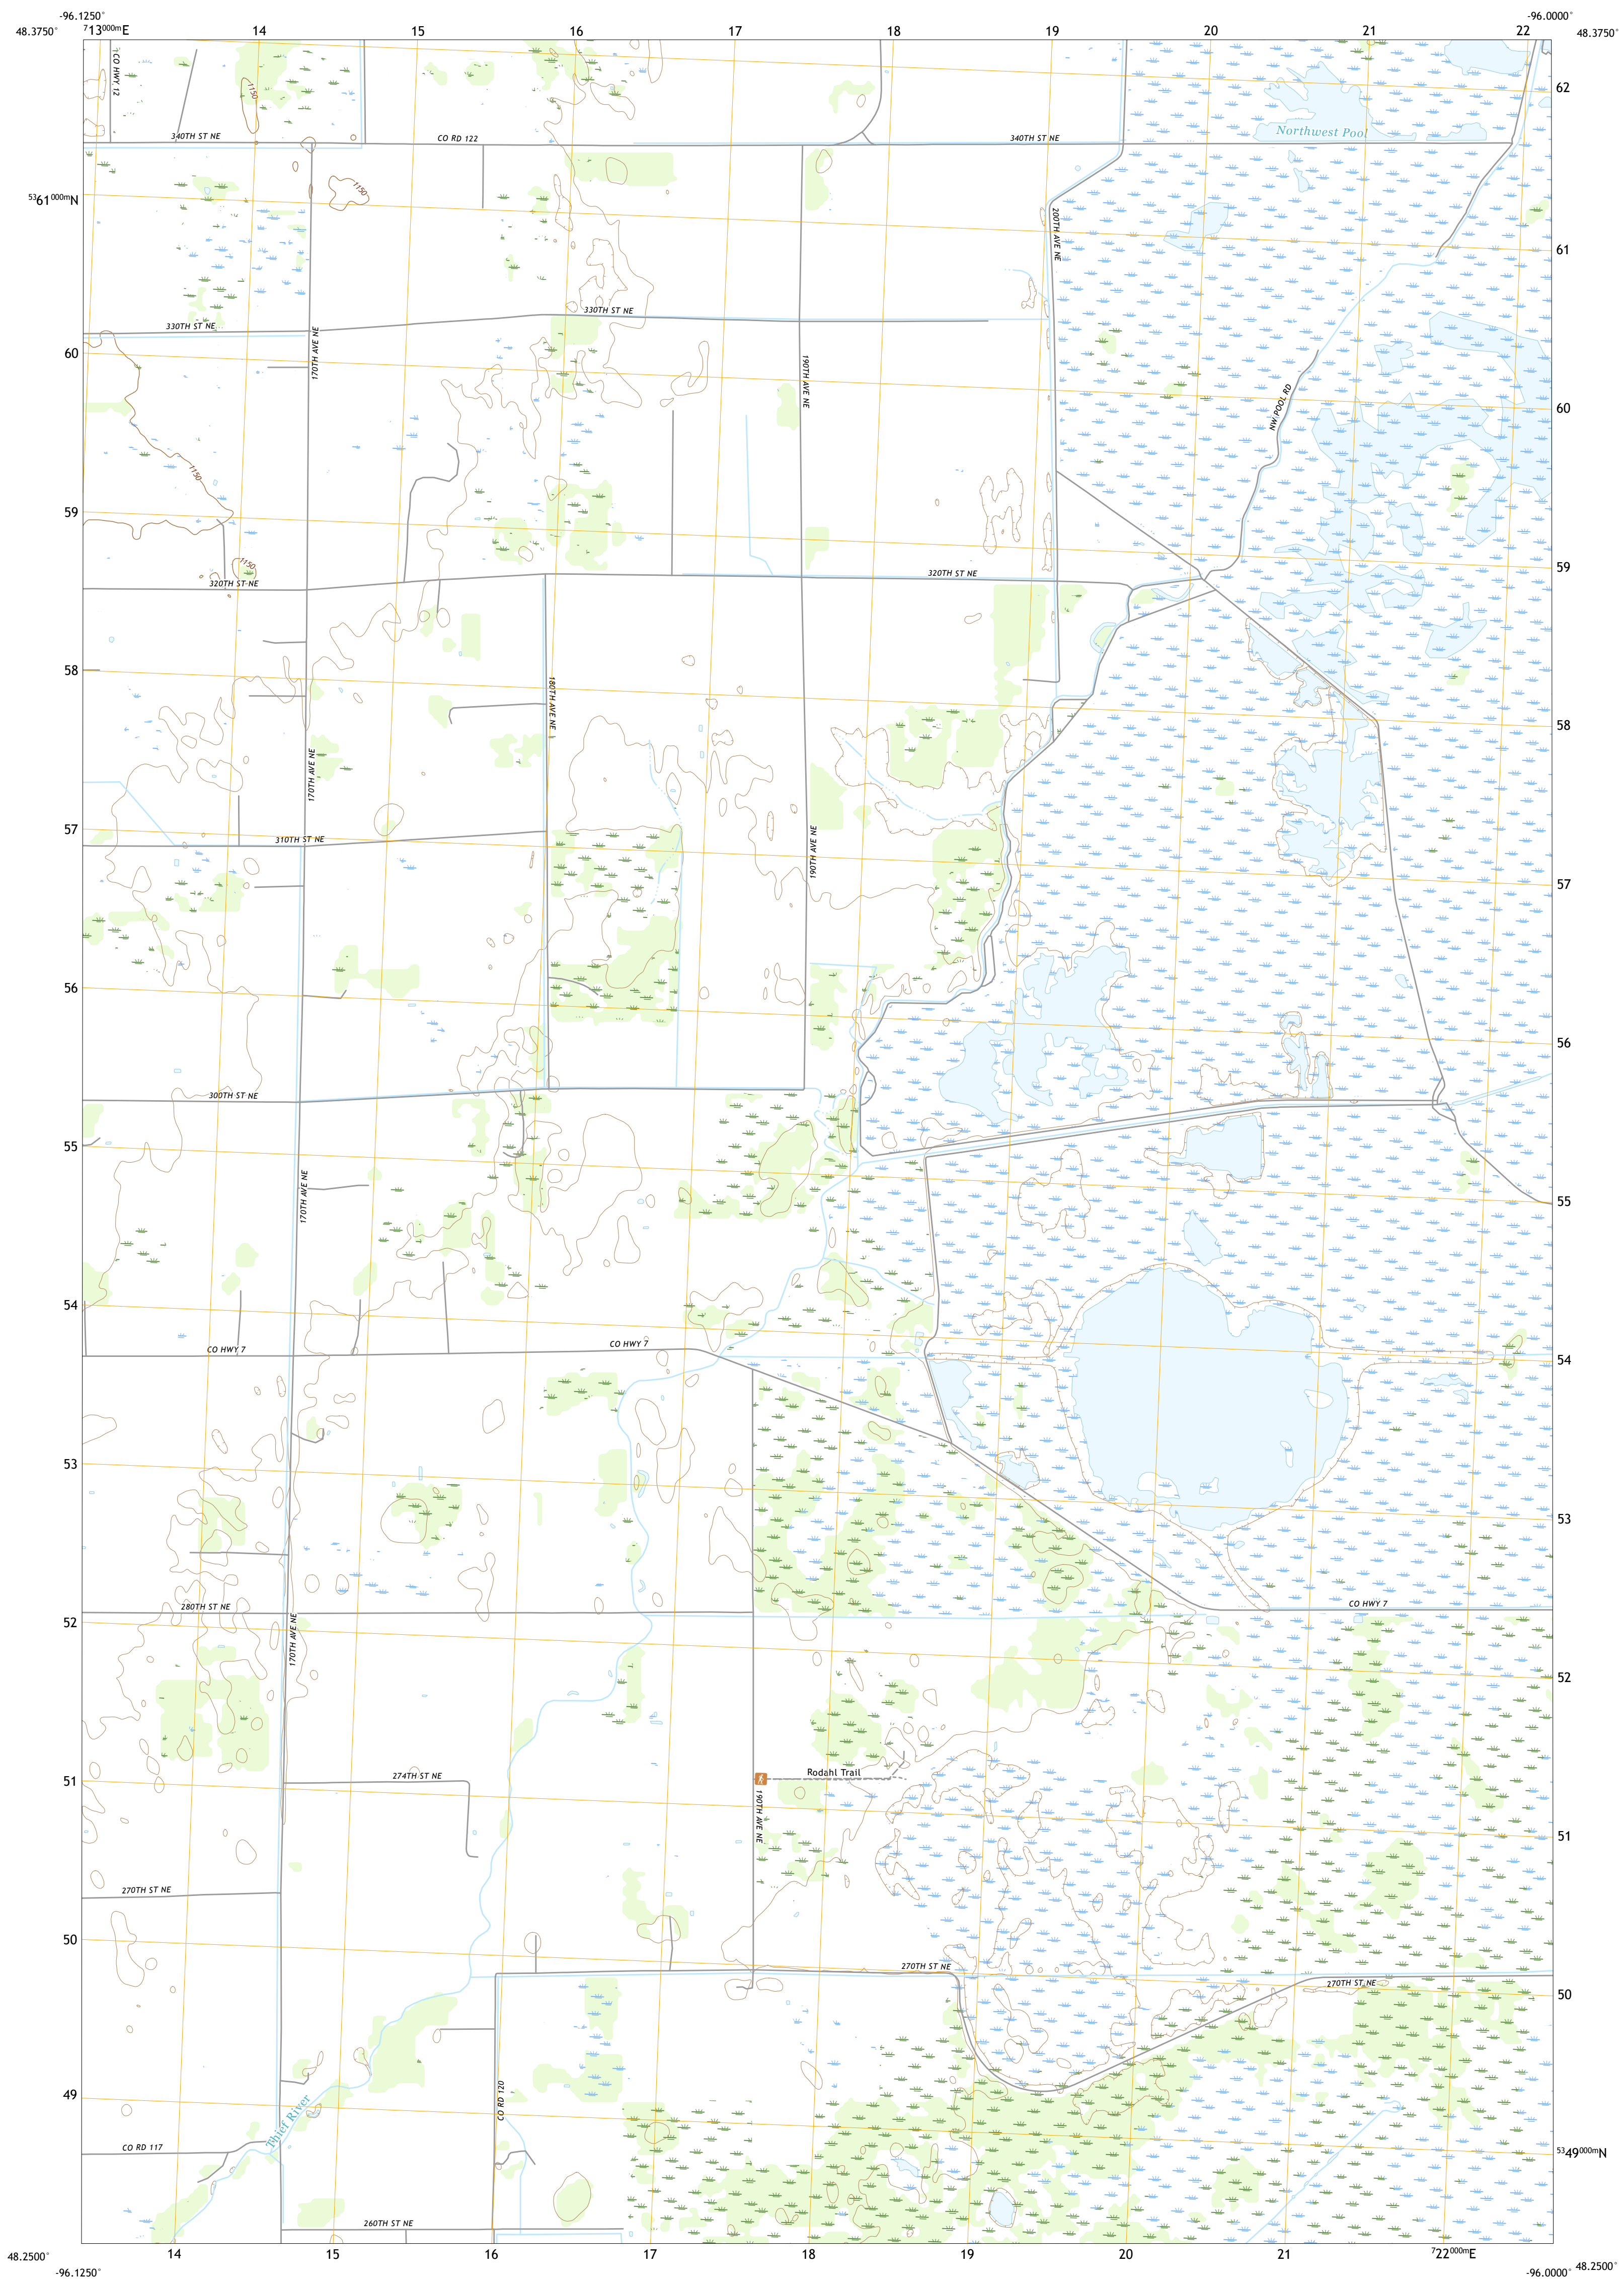 -96.1250° -96.0000°
48.3750° 713000mE 14 15 16 17 18 19 20 21 22 48.3750°
CO HWY 12
1150
62
340TH ST NE CO RD 122 340TH ST NE
Northwest Pool
1150
5361000mN
200TH AVE NE
61
330TH ST NE
330TH ST NE
170TH AVE NE
60
190TH AVE NE
NW POOL RD
60
1150
59
1150
59
320TH ST NE
320TH ST NE
58
180TH AVE NE
58
170TH AVE NE
57
310TH ST NE
190TH AVE NE
57
56
56
300TH ST NE
55
170TH AVE NE
55
54
CO HWY 7
CO HWY 7
54
53
53
280TH ST NE
CO HWY 7
52
170TH AVE NE
52
51
274TH ST NE
Rodahl Trail
190TH AVE NE
51
270TH ST NE
50
270TH ST NE
270TH ST NE
50
49
CO RD 120
Thief River
CO RD 117
5349000mN
260TH ST NE
48.2500° 14 15 16 17 18 19 20 21 722000mE 48.2500°
-96.1250° -96.0000°